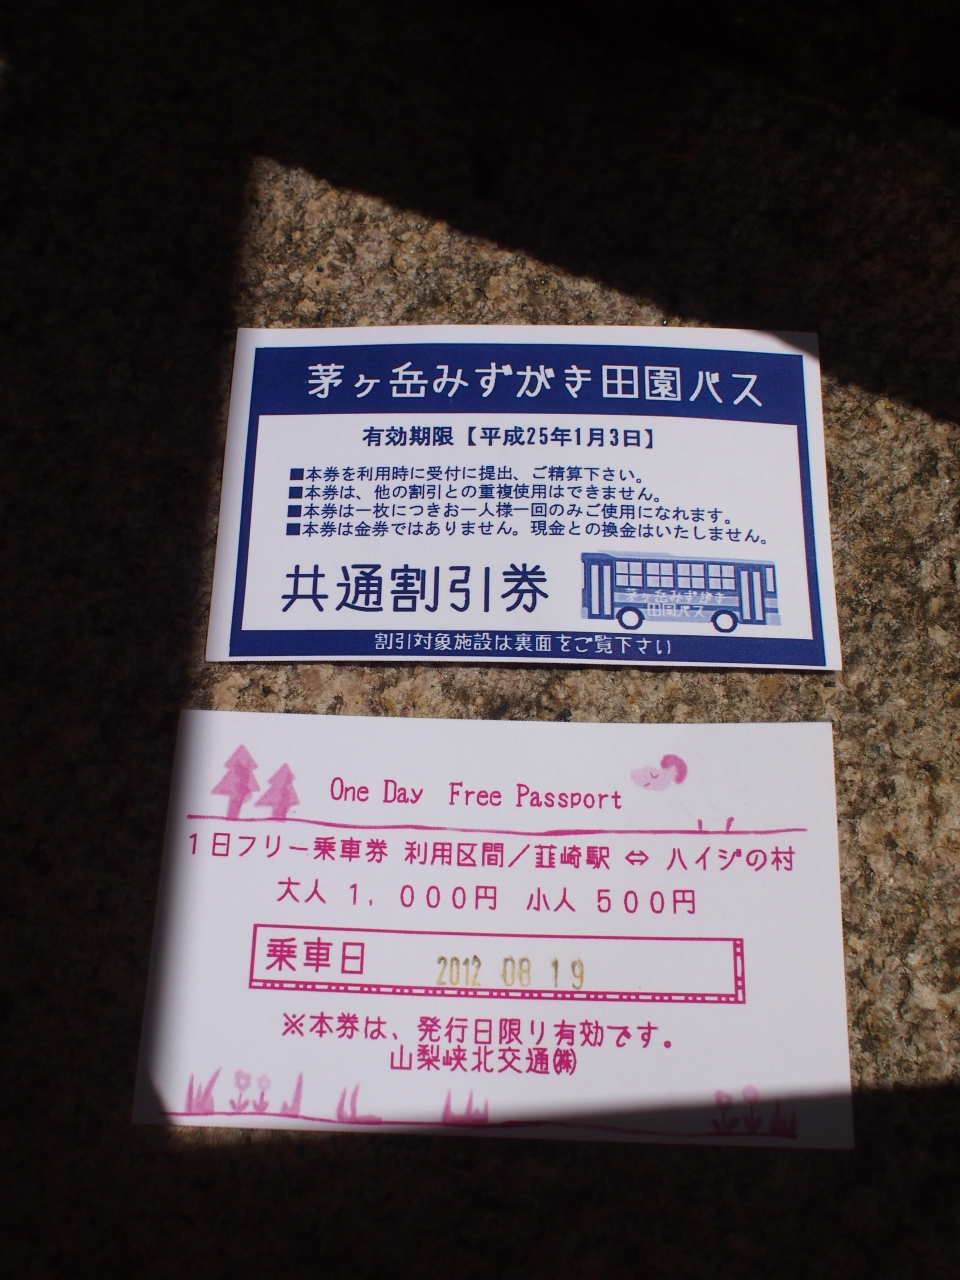 茅ヶ岳みずがき田園バス
有効期限【平成25年1月3日】
■本券を利用時に受付に提出、ご精算下さい。
■本券は、他の割引との重複使用はできません。
■本券は一枚につきお一人様一回のみご使用になれます。
■本券は金券ではありません。現金との換金はいたしません。
共通割引券
茅ヶ岳みずがき
田園バス
割引対象施設は裏面をご覧下さい
One Day Free Passport
1日フリー乗車券 利用区間／韮崎駅 ⇔ ハイジの村
大人 1,000円 小人 500円
乗車日 2012 08 19
※本券は、発行日限り有効です。
山梨峡北交通㈱